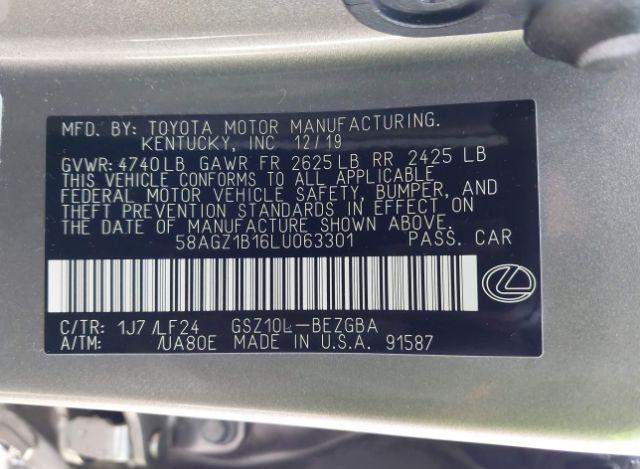 MFD. BY: TOYOTA MOTOR MANUFACTURING.
KENTUCKY, INC 12/19
GVWR: 4740 LB GAWR FR 2625 LB RR 2425 LB
THIS VEHICLE CONFORMS TO ALL APPLICABLE
FEDERAL MOTOR VEHICLE SAFETY, BUMPER, AND
THEFT PREVENTION STANDARDS IN EFFECT ON
THE DATE OF MANUFACTURE SHOWN ABOVE.
58AGZ1B16LU063301 PASS. CAR
C/TR: 1J7 /LF24 GSZ10L-BEZGBA
A/TM: /UA80E MADE IN U.S.A. 91587